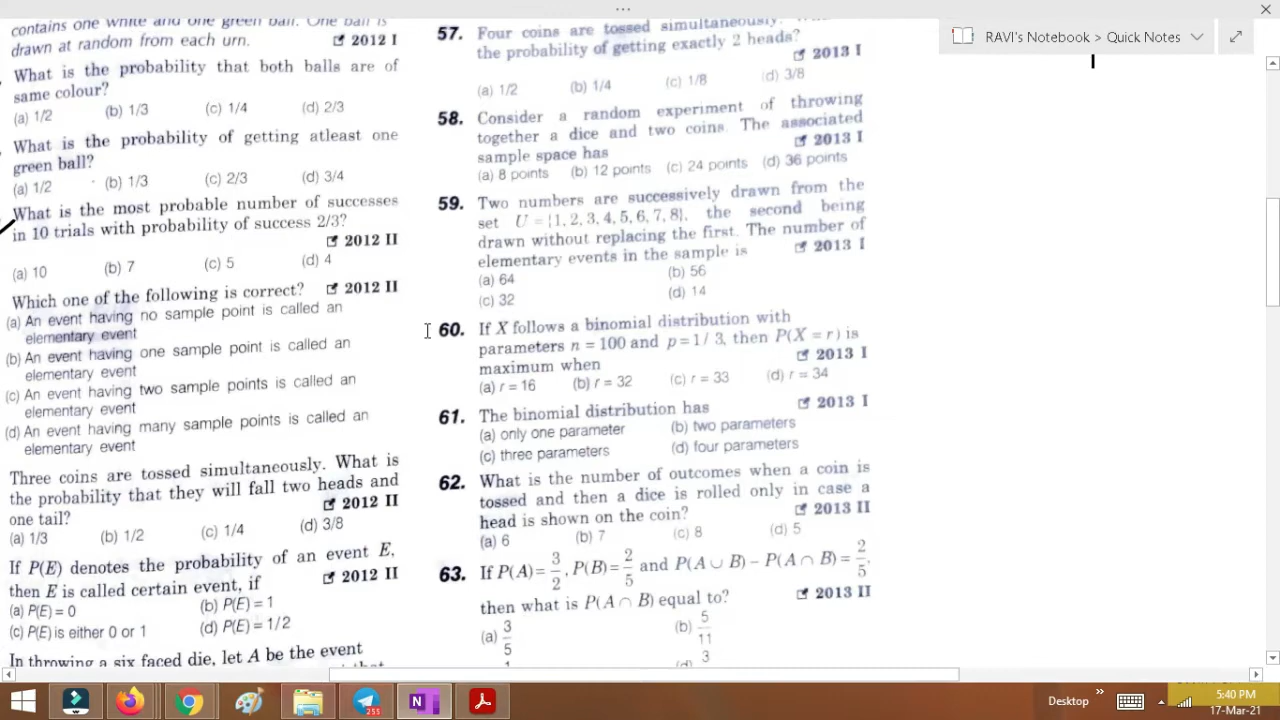 RAVI's Notebook > Quick Notes
contains one white and one green ball. One ball is
drawn at random from each urn. 2012 I
What is the probability that both balls are of
same colour?
(a) 1/2 (b) 1/3 (c) 1/4 (d) 2/3
What is the probability of getting atleast one
green ball?
(a) 1/2 (b) 1/3 (c) 2/3 (d) 3/4
What is the most probable number of successes
in 10 trials with probability of success 2/3?
2012 II
(a) 10 (b) 7 (c) 5 (d) 4
Which one of the following is correct? 2012 II
(a) An event having no sample point is called an
elementary event
(b) An event having one sample point is called an
elementary event
(c) An event having two sample points is called an
elementary event
(d) An event having many sample points is called an
elementary event
Three coins are tossed simultaneously. What is
the probability that they will fall two heads and
one tail? 2012 II
(a) 1/3 (b) 1/2 (c) 1/4 (d) 3/8
If P(E) denotes the probability of an event E,
then E is called certain event, if 2012 II
(a) P(E) = 0 (b) P(E) = 1
(c) P(E) is either 0 or 1 (d) P(E) = 1/2
In throwing a six faced die, let A be the event
57. Four coins are tossed simultaneously. What
the probability of getting exactly 2 heads?
2013 I
(a) 1/2 (b) 1/4 (c) 1/8 (d) 3/8
58. Consider a random experiment of throwing
together a dice and two coins. The associated
sample space has 2013 I
(a) 8 points (b) 12 points (c) 24 points (d) 36 points
59. Two numbers are successively drawn from the
set U = {1, 2, 3, 4, 5, 6, 7, 8}, the second being
drawn without replacing the first. The number of
elementary events in the sample is 2013 I
(a) 64 (b) 56
(c) 32 (d) 14
60. If X follows a binomial distribution with
parameters n = 100 and p = 1/3, then P(X = r) is
maximum when 2013 I
(a) r = 16 (b) r = 32 (c) r = 33 (d) r = 34
61. The binomial distribution has 2013 I
(a) only one parameter (b) two parameters
(c) three parameters (d) four parameters
62. What is the number of outcomes when a coin is
tossed and then a dice is rolled only in case a
head is shown on the coin? 2013 II
(a) 6 (b) 7 (c) 8 (d) 5
63. If P(A) = 3/2, P(B) = 2/5 and P(A ∪ B) − P(A ∩ B) = 2/5,
then what is P(A ∩ B) equal to? 2013 II
(a) 3/5 (b) 5/11
(d) 3
255
Desktop
5:40 PM
17-Mar-21